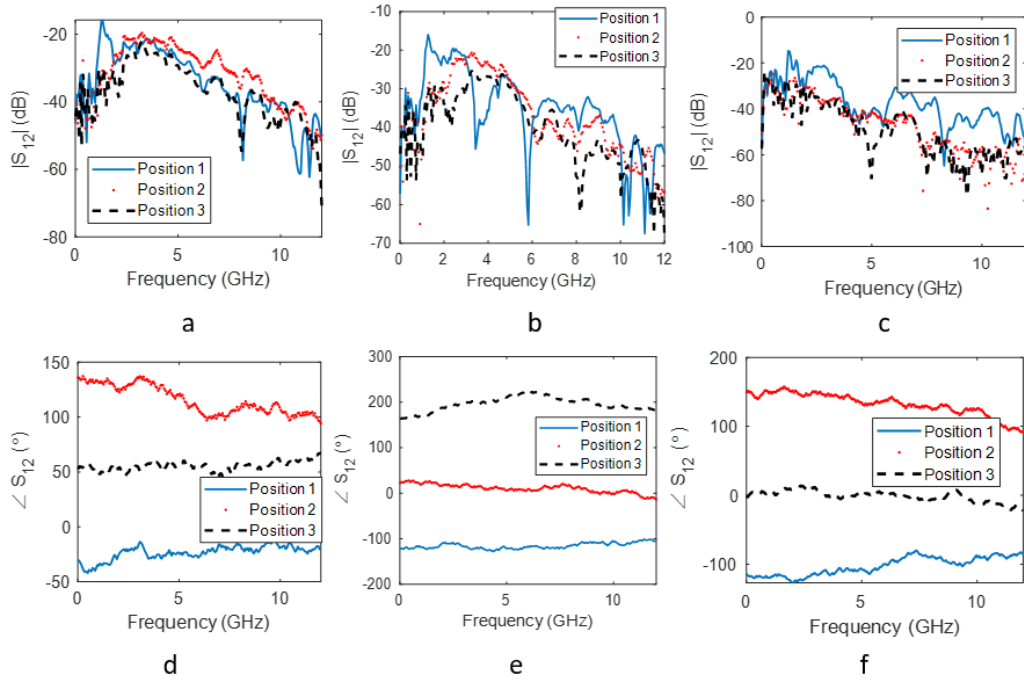 -20
-40
-60
-80
|S12| (dB)
Position 1
Position 2
Position 3
0
5
10
Frequency (GHz)
a
-10
-20
-30
-40
-50
-60
-70
|S12| (dB)
Position 1
Position 2
Position 3
0
2
4
6
8
10
12
Frequency (GHz)
b
0
-20
-40
-60
-80
-100
|S12| (dB)
Position 1
Position 2
Position 3
0
5
10
Frequency (GHz)
c
150
100
50
0
-50
∠ S12 (°)
Position 1
Position 2
Position 3
0
5
10
Frequency (GHz)
d
300
200
100
0
-100
-200
∠ S12 (°)
Position 1
Position 2
Position 3
0
5
10
Frequency (GHz)
e
200
100
0
-100
∠ S12 (°)
Position 1
Position 2
Position 3
0
5
10
Frequency (GHz)
f